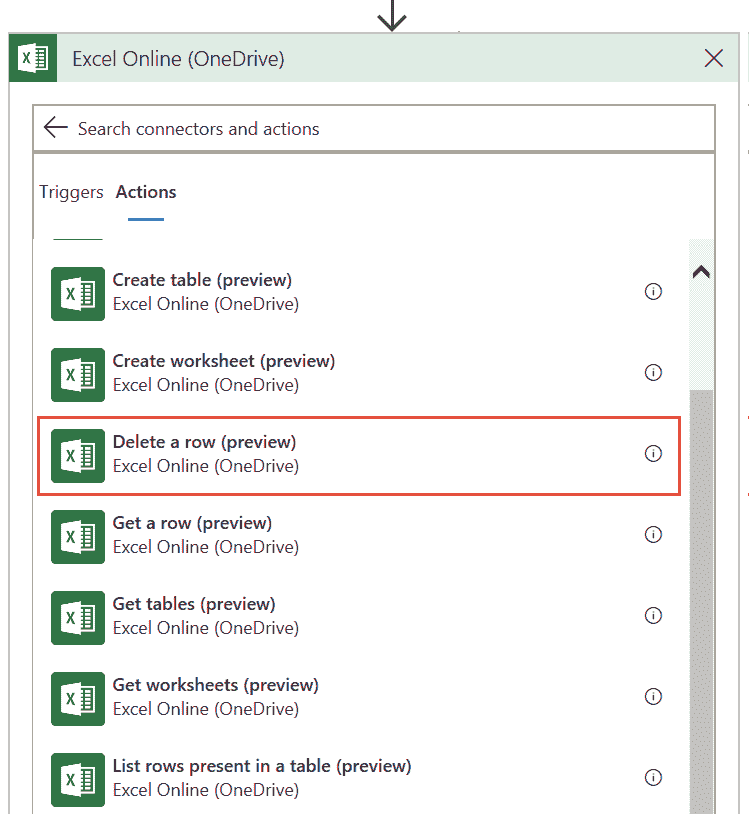 Excel Online (OneDrive)
Search connectors and actions
Triggers Actions
Create table (preview)
Excel Online (OneDrive)
Create worksheet (preview)
Excel Online (OneDrive)
Delete a row (preview)
Excel Online (OneDrive)
Get a row (preview)
Excel Online (OneDrive)
Get tables (preview)
Excel Online (OneDrive)
Get worksheets (preview)
Excel Online (OneDrive)
List rows present in a table (preview)
Excel Online (OneDrive)